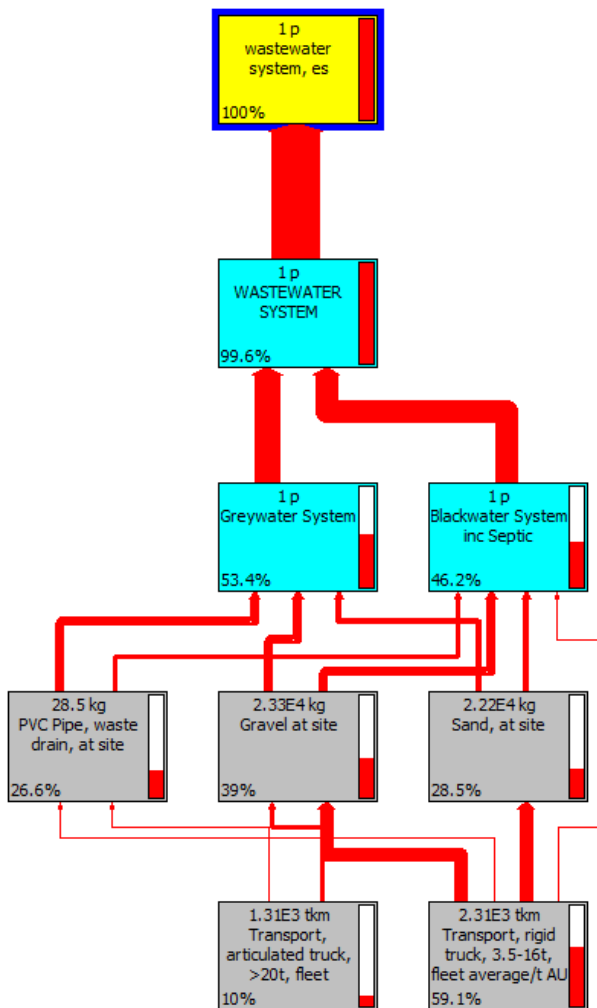 1 p
wastewater
system, es
100%
1 p
WASTEWATER
SYSTEM
99.6%
1 p
Greywater System
53.4%
1 p
Blackwater System
inc Septic
46.2%
28.5 kg
PVC Pipe, waste
drain, at site
26.6%
2.33E4 kg
Gravel at site
39%
2.22E4 kg
Sand, at site
28.5%
1.31E3 tkm
Transport,
articulated truck,
>20t, fleet
10%
2.31E3 tkm
Transport, rigid
truck, 3.5-16t,
fleet average/t AU
59.1%